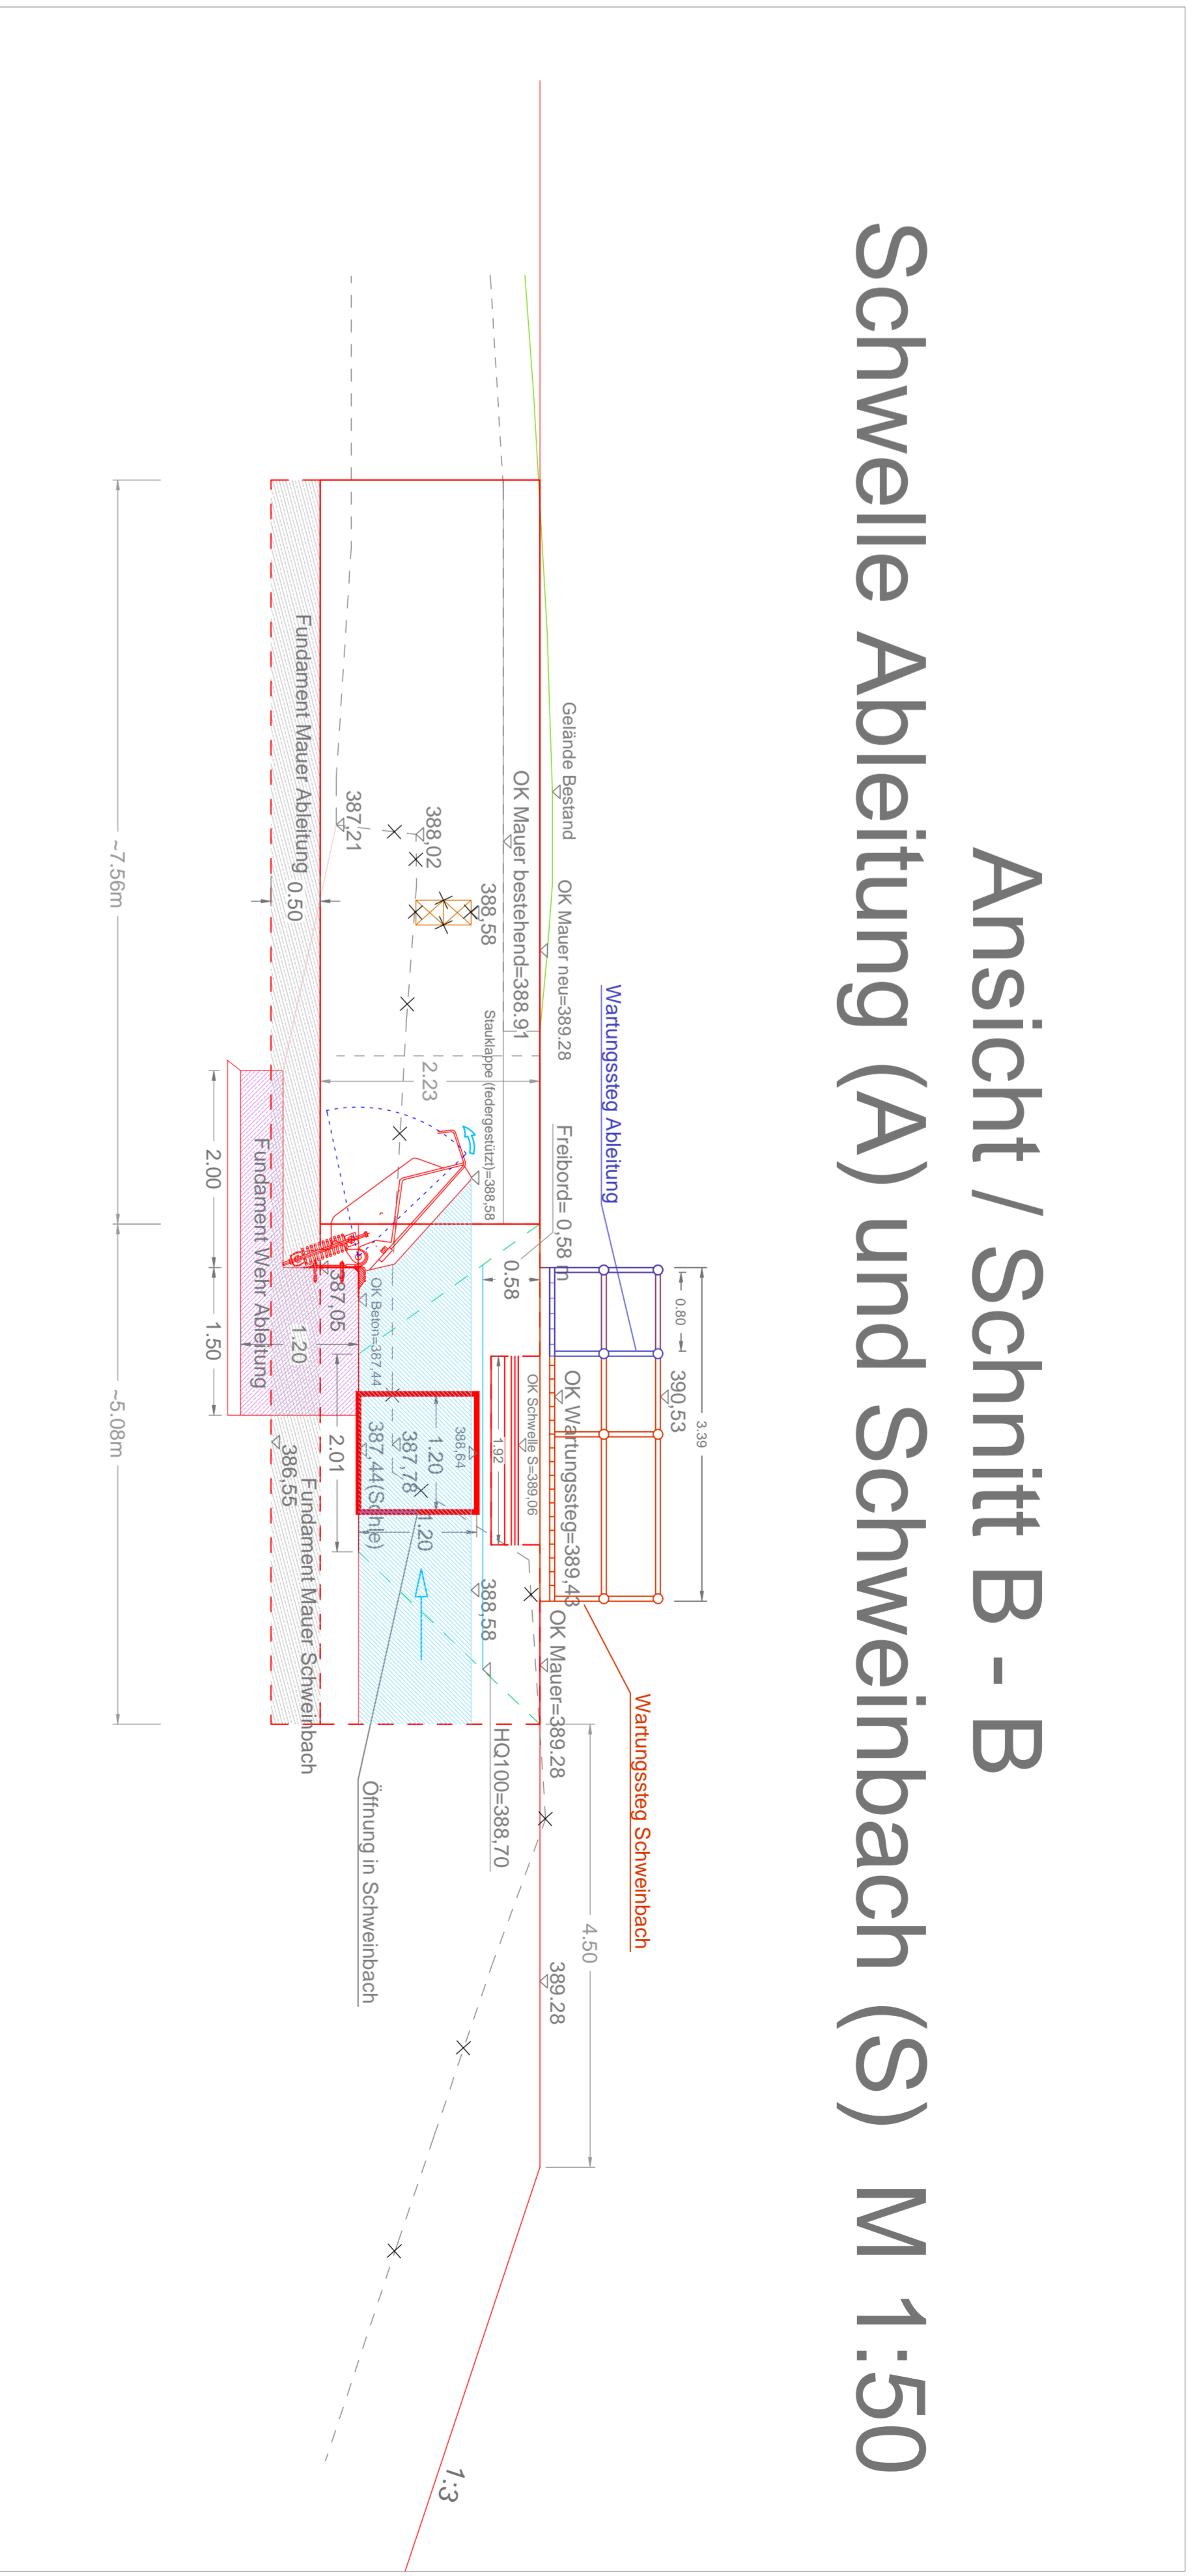 Ansicht / Schnitt B - B
Schwelle Ableitung (A) und Schweinbach (S) M 1:50
3.39
0.80
390,53
Wartungssteg Schweinbach
Wartungssteg Ableitung
4.50
Gelände Bestand
OK Mauer neu=389.28
Freibord= 0,58 m
OK Wartungssteg=389,43
OK Mauer=389.28
389.28
OK Mauer bestehend=388.91
OK Schwelle S=389,06
0.58
1.92
HQ100=388,70
388,58
Stauklappe (federgestützt)=388,58
388,58
388,64
388,02
2.23
1.20
1.20
387,78
387,44(Sohle)
OK Beton=387,44
Öffnung in Schweinbach
1:3
387,21
387,05
2.01
Fundament Mauer Ableitung
0.50
1.20
386,55
Fundament Mauer Schweinbach
Fundament Wehr Ableitung
2.00
1.50
~7.56m
~5.08m